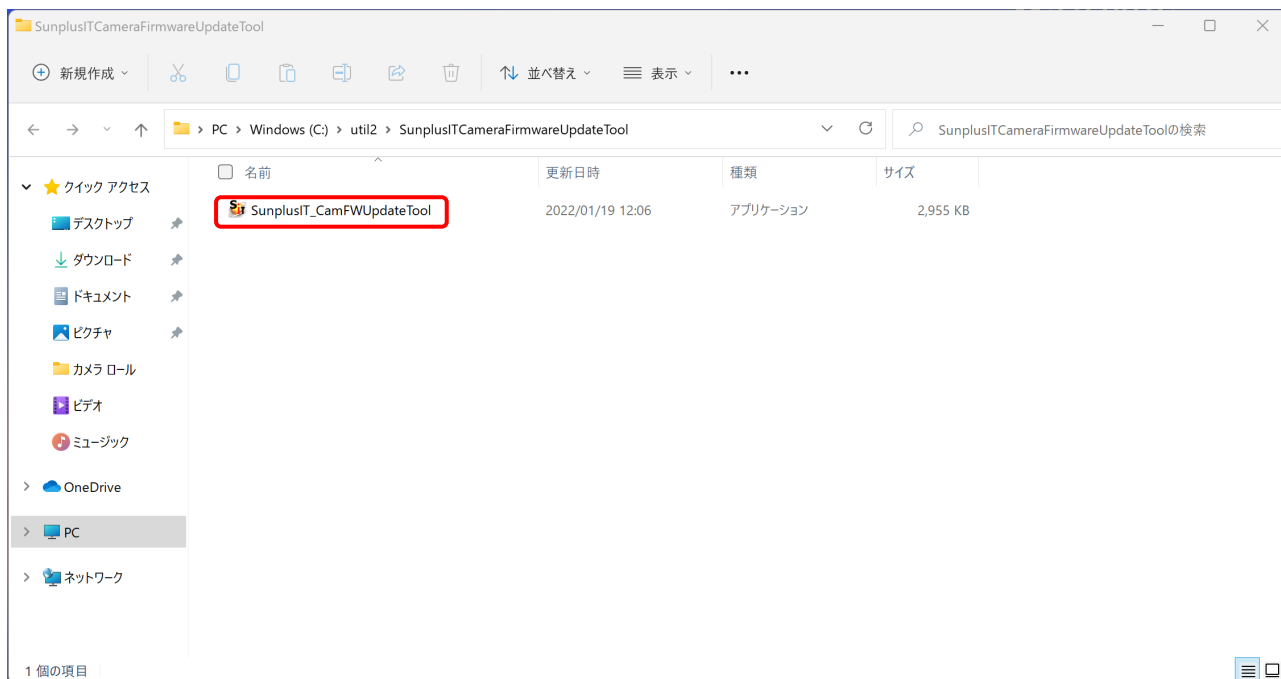 SunplusITCameraFirmwareUpdateTool
新規作成
並べ替え
表示
PC > Windows (C:) > util2 > SunplusITCameraFirmwareUpdateTool
SunplusITCameraFirmwareUpdateToolの検索
名前 更新日時 種類 サイズ
SunplusIT_CamFWUpdateTool 2022/01/19 12:06 アプリケーション 2,955 KB
クイック アクセス
デスクトップ
ダウンロード
ドキュメント
ピクチャ
カメラ ロール
ビデオ
ミュージック
OneDrive
PC
ネットワーク
1 個の項目